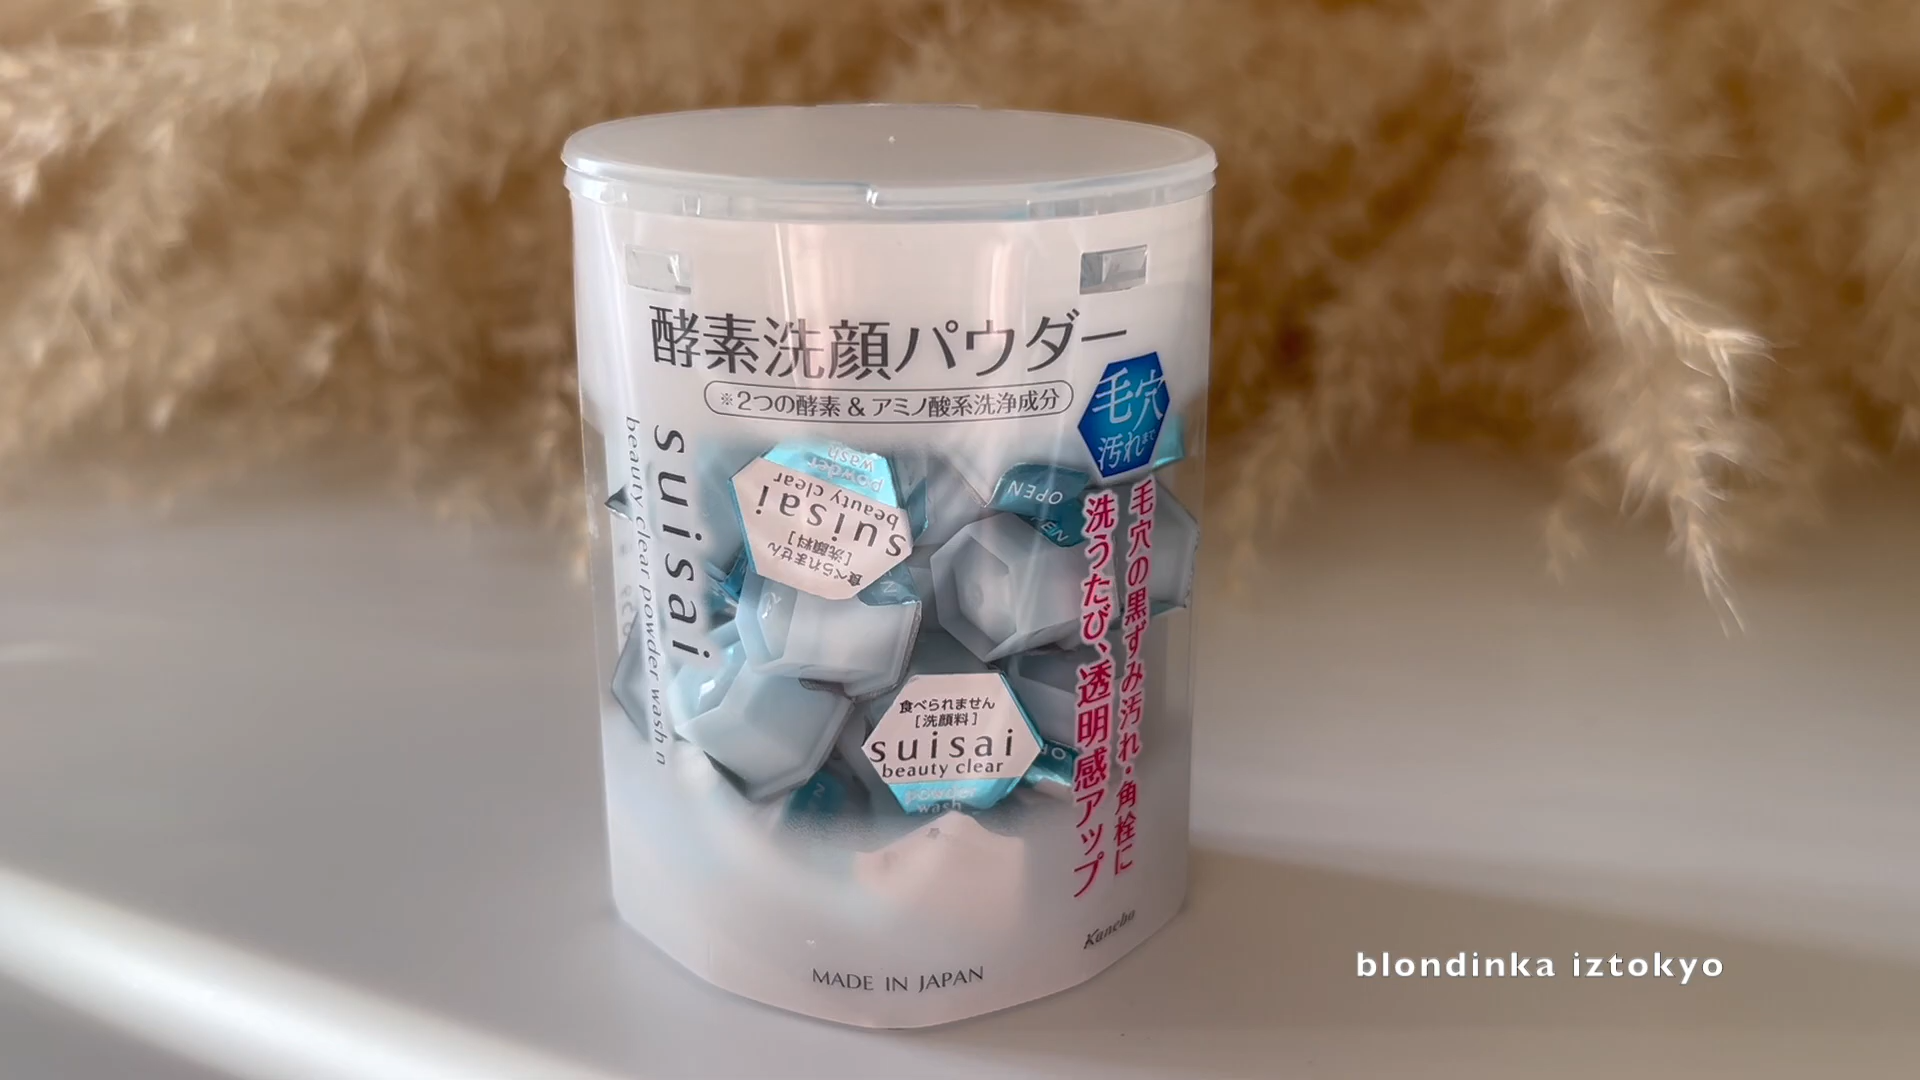 酵素洗顔パウダー
※2つの酵素 & アミノ酸系洗浄成分
毛穴
汚れまで
毛穴の黒ずみ汚れ・角栓に
洗うたび、透明感アップ
suisai
beauty clear powder wash n
食べられません
[洗顔料]
suisai
beauty clear
powder
wash
OPEN
食べられません
[洗顔料]
suisai
beauty clear
powder
wash
Kanebo
MADE IN JAPAN
blondinka iztokyo